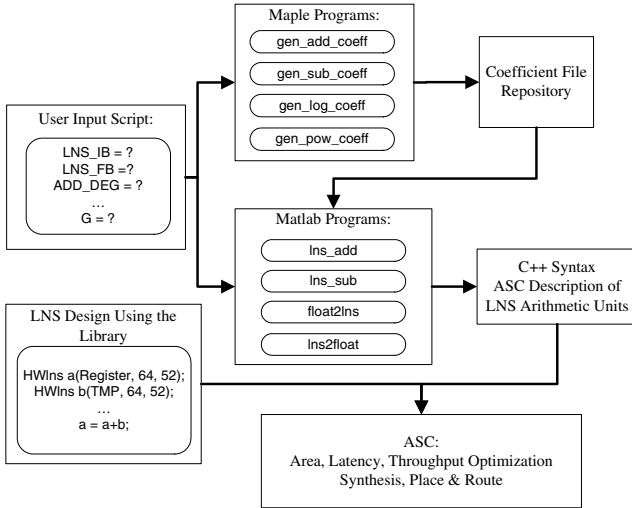 Maple Programs:
gen_add_coeff
gen_sub_coeff
gen_log_coeff
gen_pow_coeff
Coefficient File
Repository
User Input Script:
LNS_IB = ?
LNS_FB =?
ADD_DEG = ?
...
G = ?
Matlab Programs:
lns_add
lns_sub
float2lns
lns2float
C++ Syntax
ASC Description of
LNS Arithmetic Units
LNS Design Using the
Library
HWlns a(Register, 64, 52);
HWlns b(TMP, 64, 52);
...
a = a+b;
ASC:
Area, Latency, Throughput Optimization
Synthesis, Place & Route